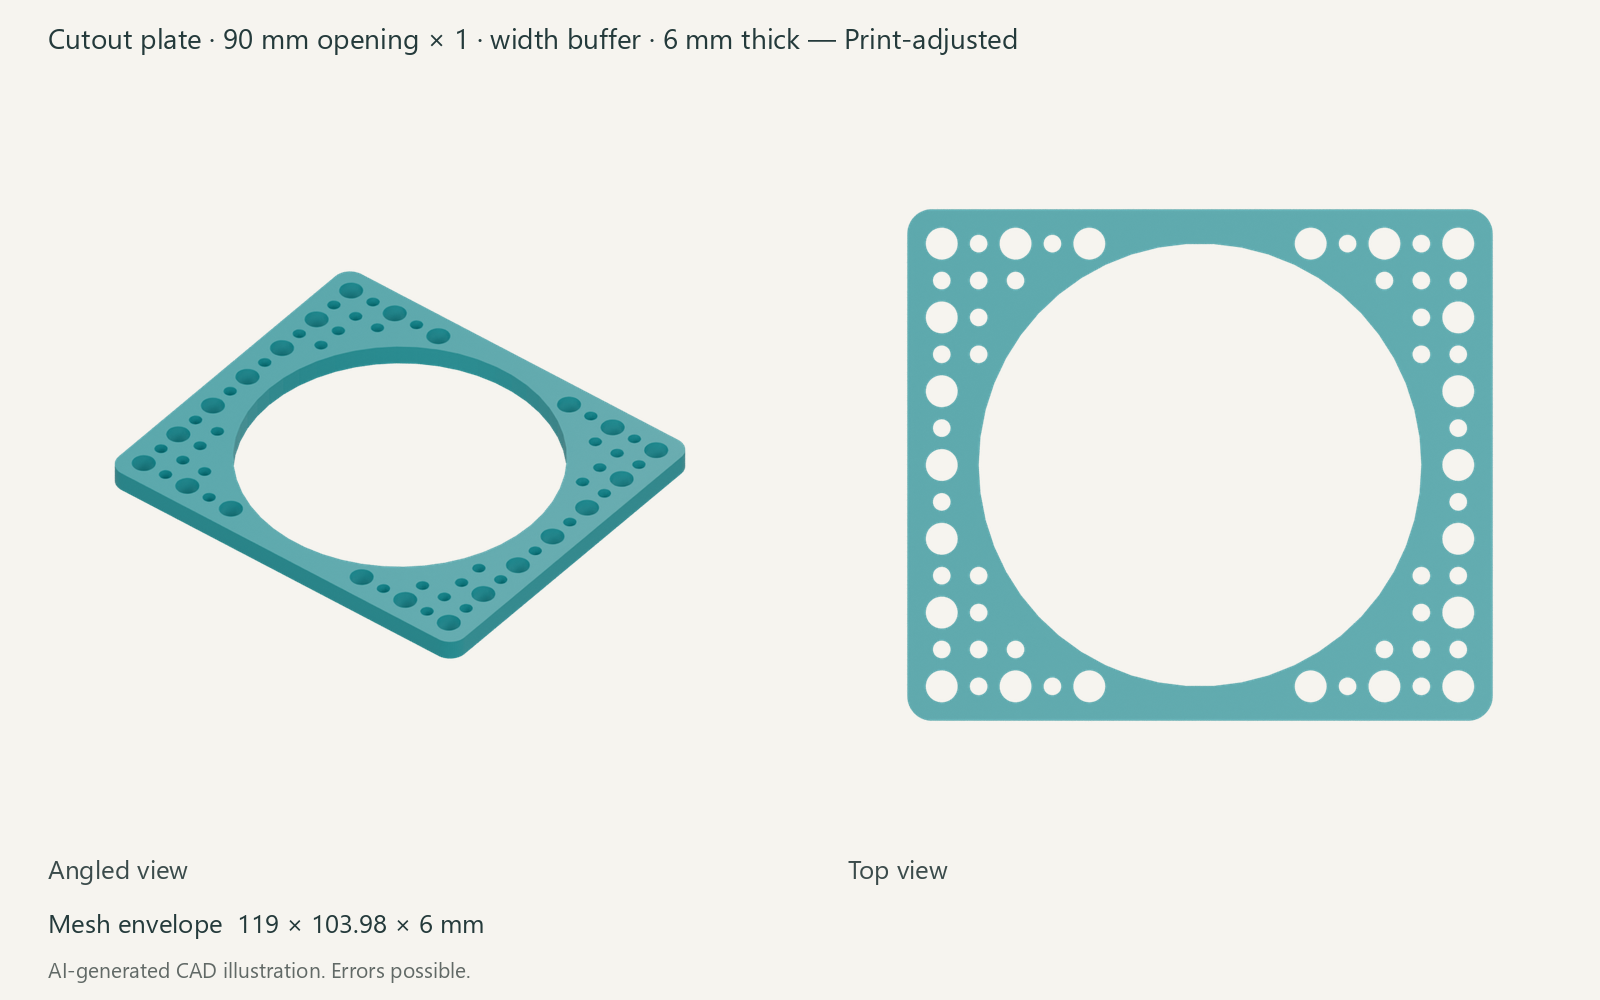 Cutout plate · 90 mm opening × 1 · width buffer · 6 mm thick — Print-adjusted
Angled view
Top view
Mesh envelope 119 × 103.98 × 6 mm
AI-generated CAD illustration. Errors possible.